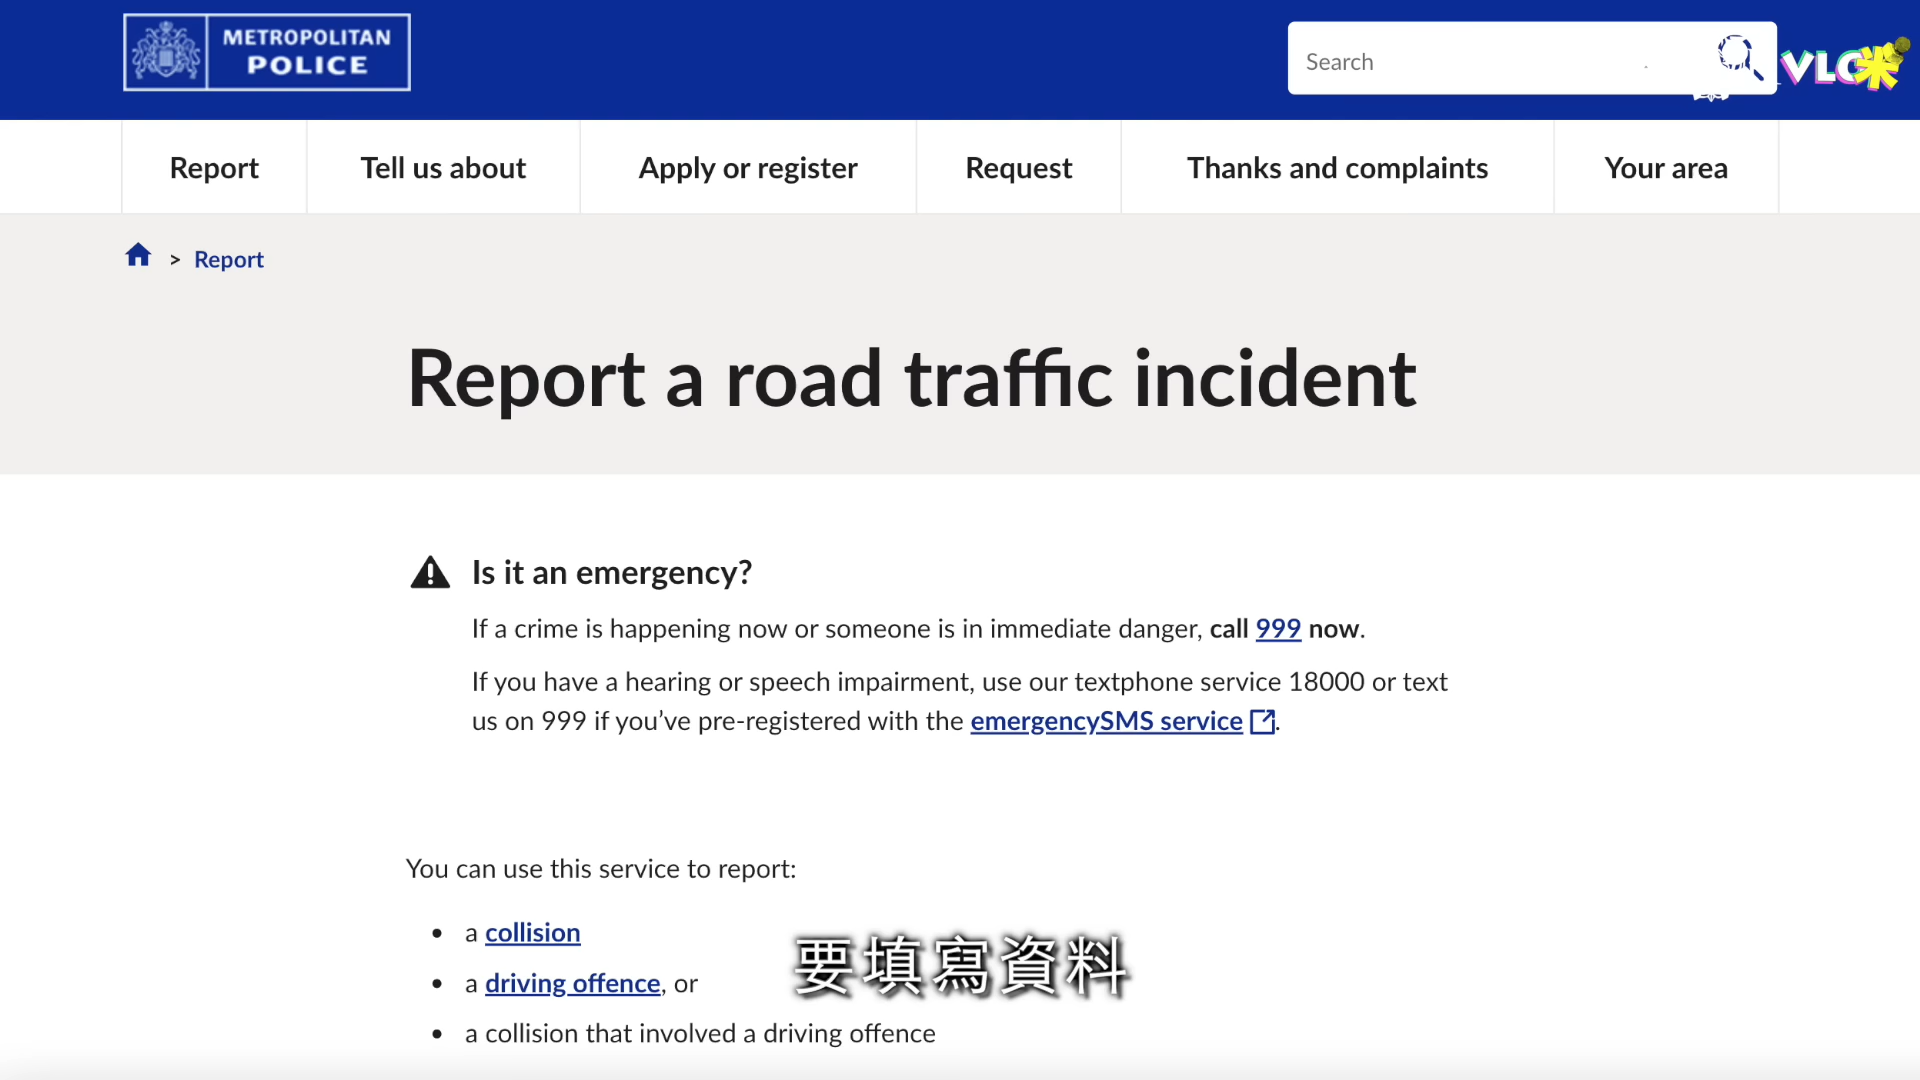 METROPOLITAN
POLICE
Search
Report
Tell us about
Apply or register
Request
Thanks and complaints
Your area
> Report
Report a road traffic incident
Is it an emergency?
If a crime is happening now or someone is in immediate danger, call 999 now.
If you have a hearing or speech impairment, use our textphone service 18000 or text
us on 999 if you’ve pre-registered with the emergencySMS service.
You can use this service to report:
• a collision
• a driving offence, or
• a collision that involved a driving offence
要填寫資料